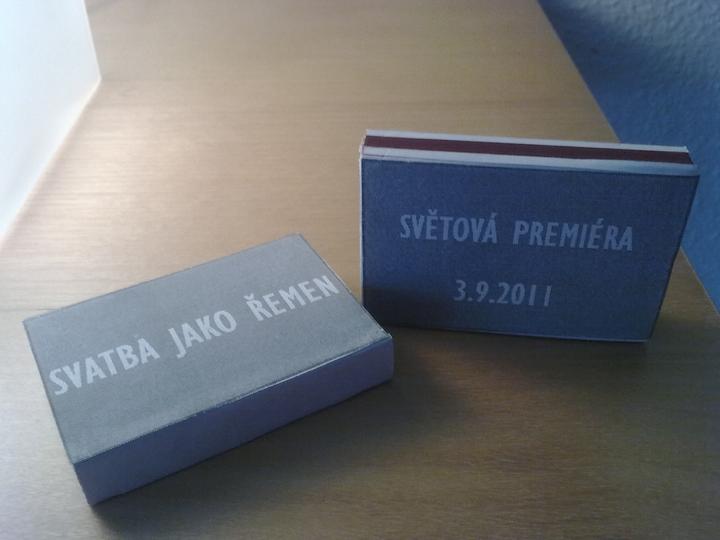 SVATBA JAKO ŘEMEN
SVĚTOVÁ PREMIÉRA
3.9.2011